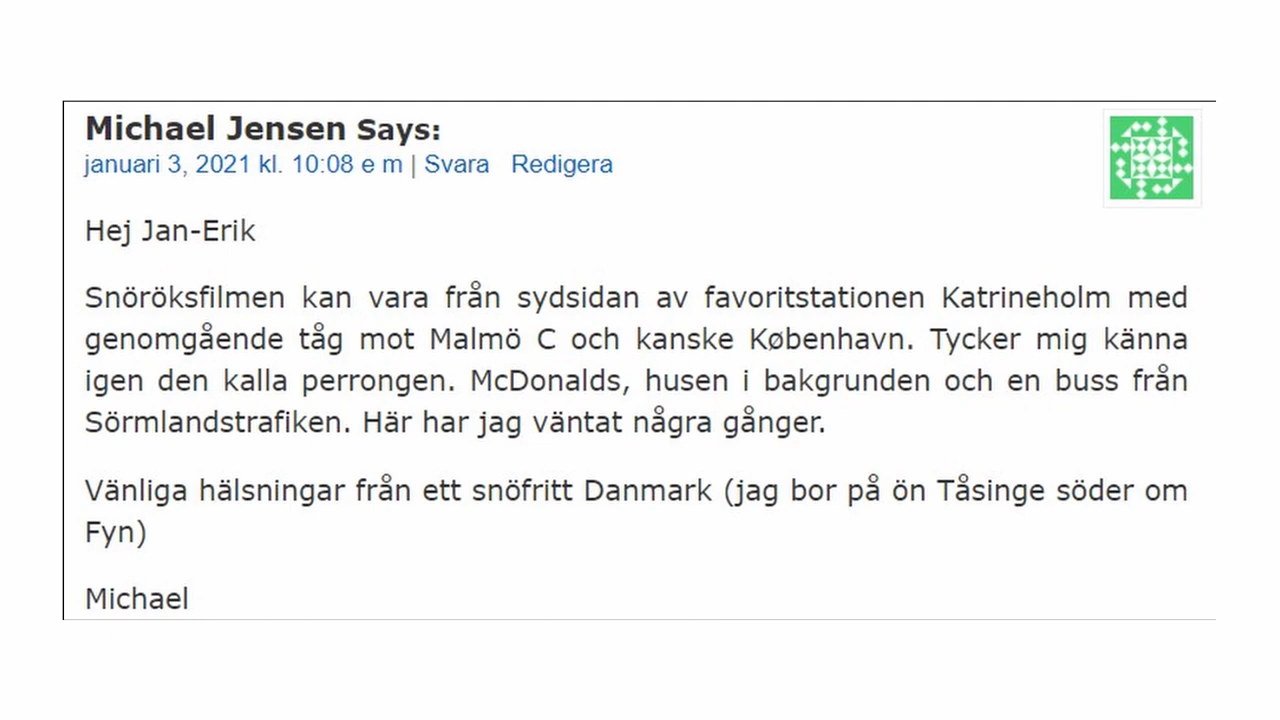 Michael Jensen Says:
januari 3, 2021 kl. 10:08 e m | Svara Redigera
Hej Jan-Erik
Snöröksfilmen kan vara från sydsidan av favoritstationen Katrineholm med
genomgående tåg mot Malmö C och kanske København. Tycker mig känna
igen den kalla perrongen. McDonalds, husen i bakgrunden och en buss från
Sörmlandstrafiken. Här har jag väntat några gånger.
Vänliga hälsningar från ett snöfritt Danmark (jag bor på ön Tåsinge söder om
Fyn)
Michael